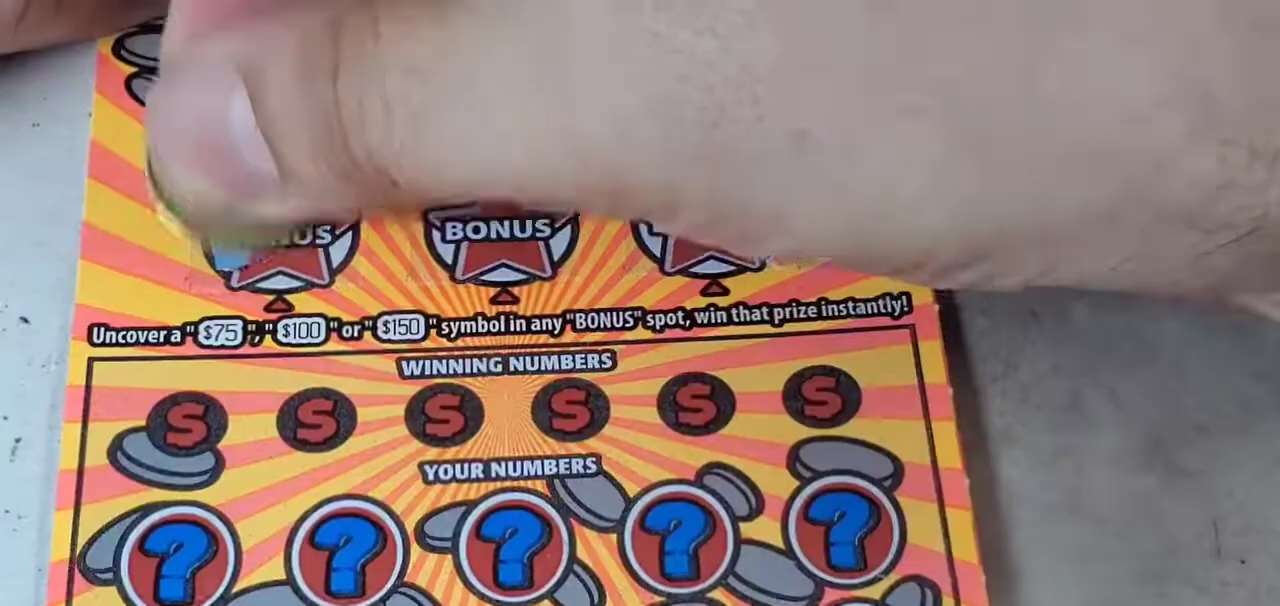 US BONUS
Uncover a "$75", "$100" or "$150" symbol in any "BONUS" spot, win that prize instantly!
WINNING NUMBERS
$ $ $ $ $ $
YOUR NUMBERS
? ? ? ? ?